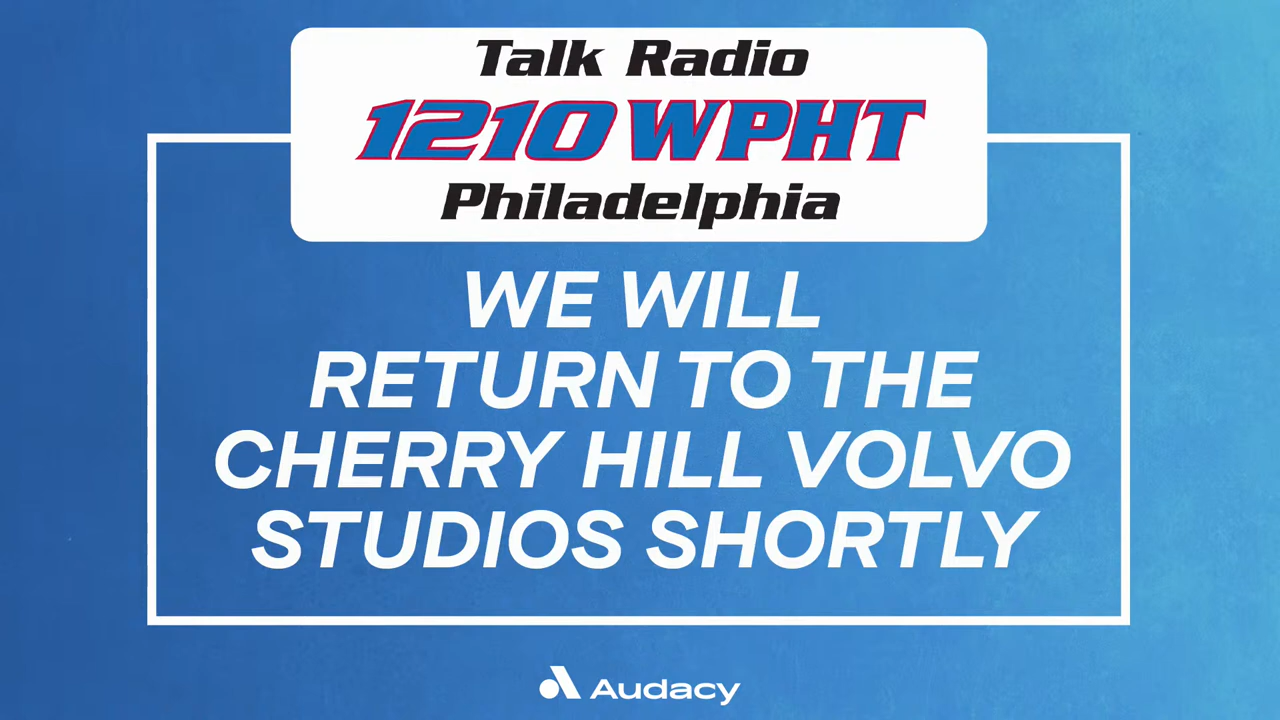 Talk Radio
1210 WPHT
Philadelphia
WE WILL
RETURN TO THE
CHERRY HILL VOLVO
STUDIOS SHORTLY
Audacy